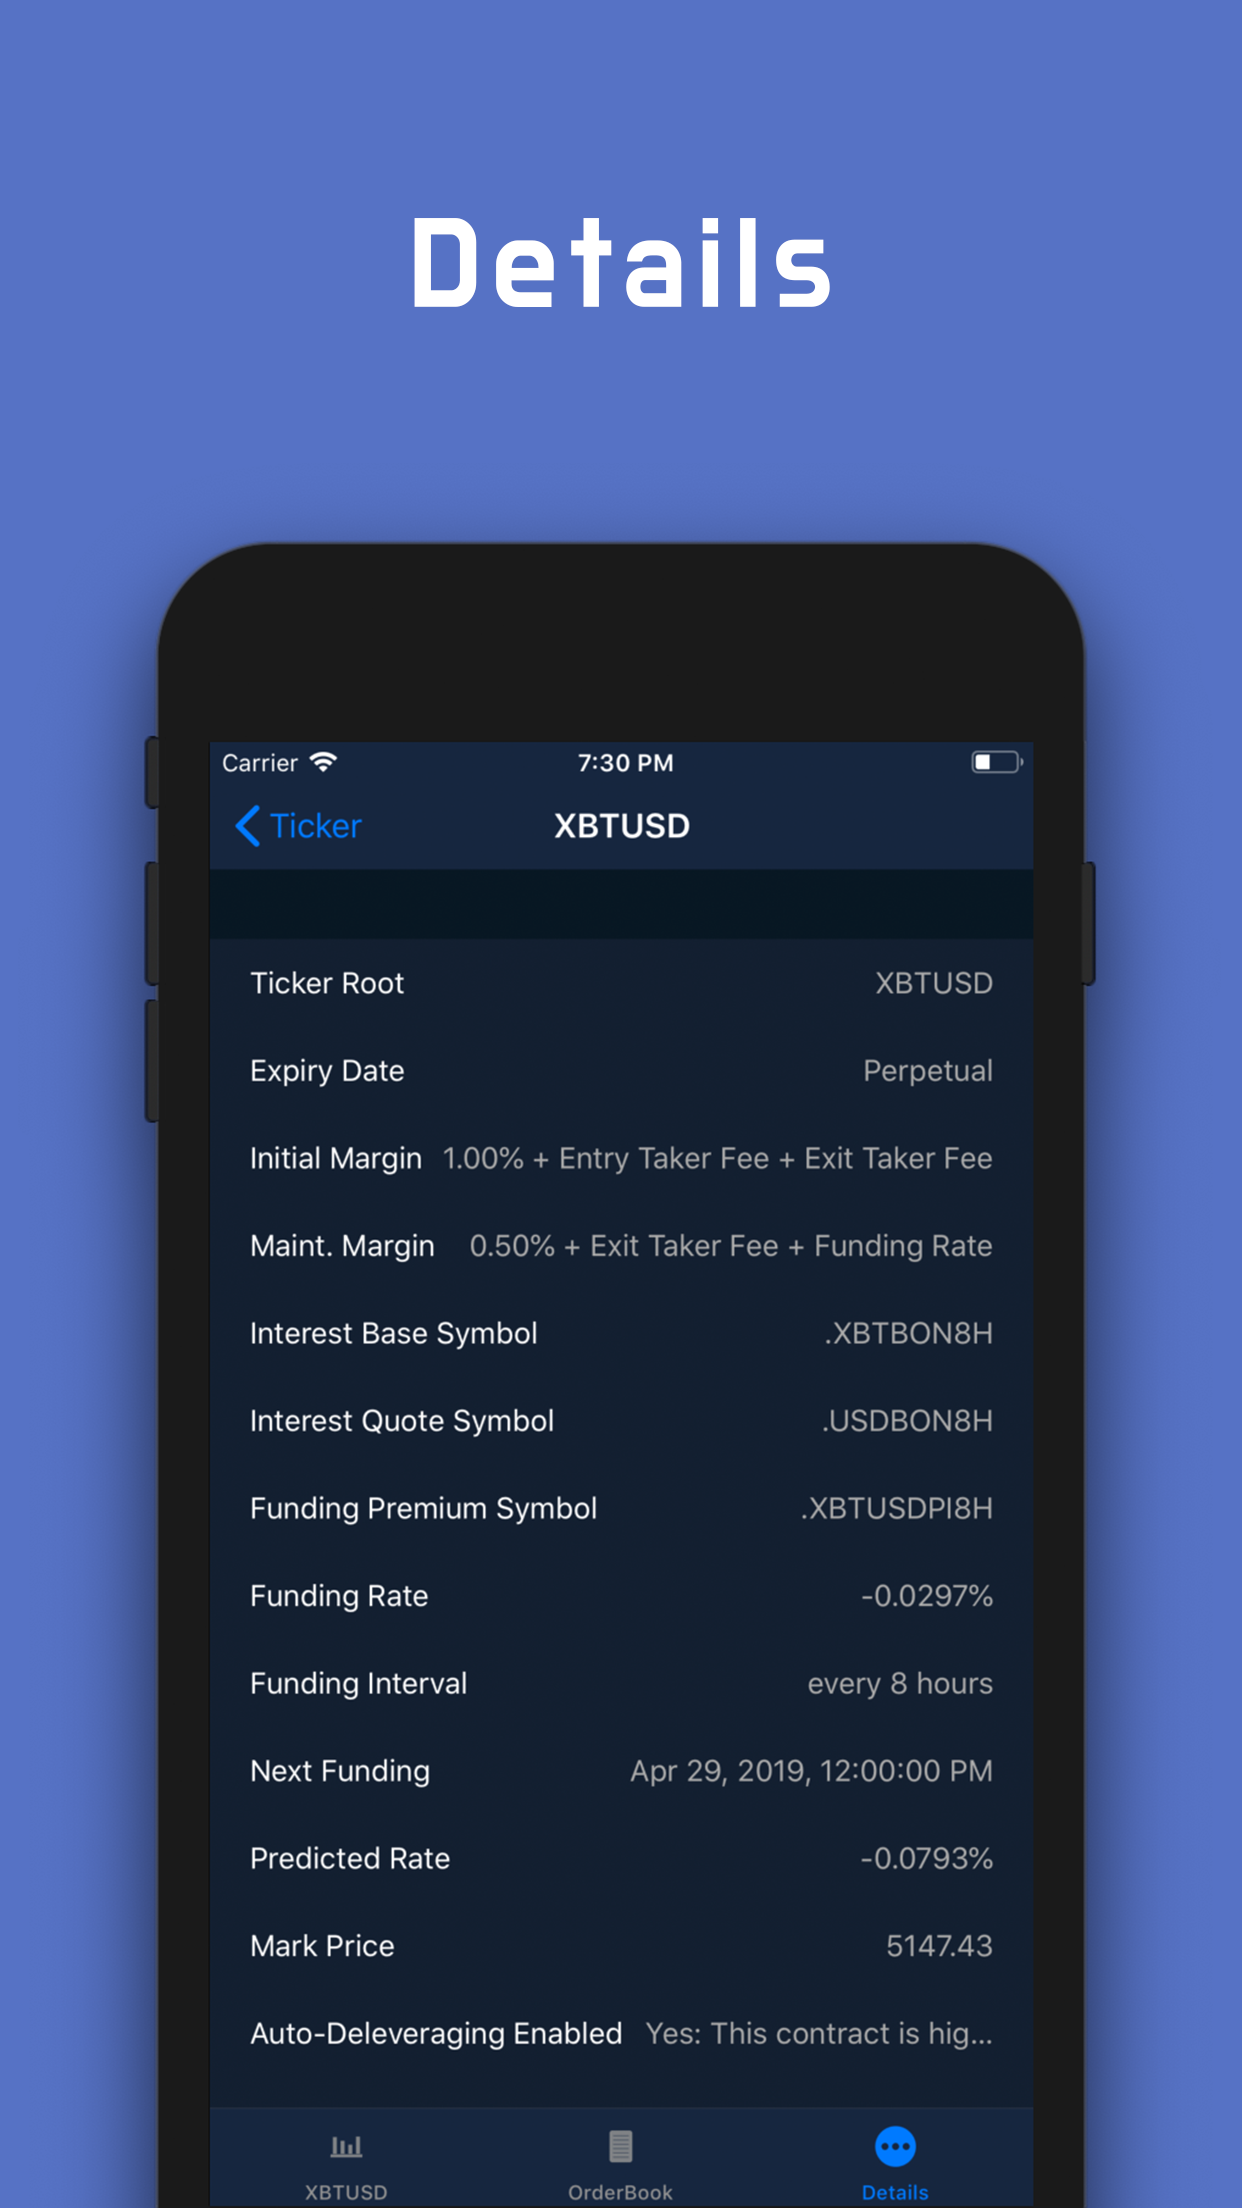 Details
Carrier 7:30 PM
Ticker XBTUSD
Ticker Root XBTUSD
Expiry Date Perpetual
Initial Margin 1.00% + Entry Taker Fee + Exit Taker Fee
Maint. Margin 0.50% + Exit Taker Fee + Funding Rate
Interest Base Symbol .XBTBON8H
Interest Quote Symbol .USDBON8H
Funding Premium Symbol .XBTUSDPI8H
Funding Rate -0.0297%
Funding Interval every 8 hours
Next Funding Apr 29, 2019, 12:00:00 PM
Predicted Rate -0.0793%
Mark Price 5147.43
Auto-Deleveraging Enabled Yes: This contract is hig...
XBTUSD OrderBook Details